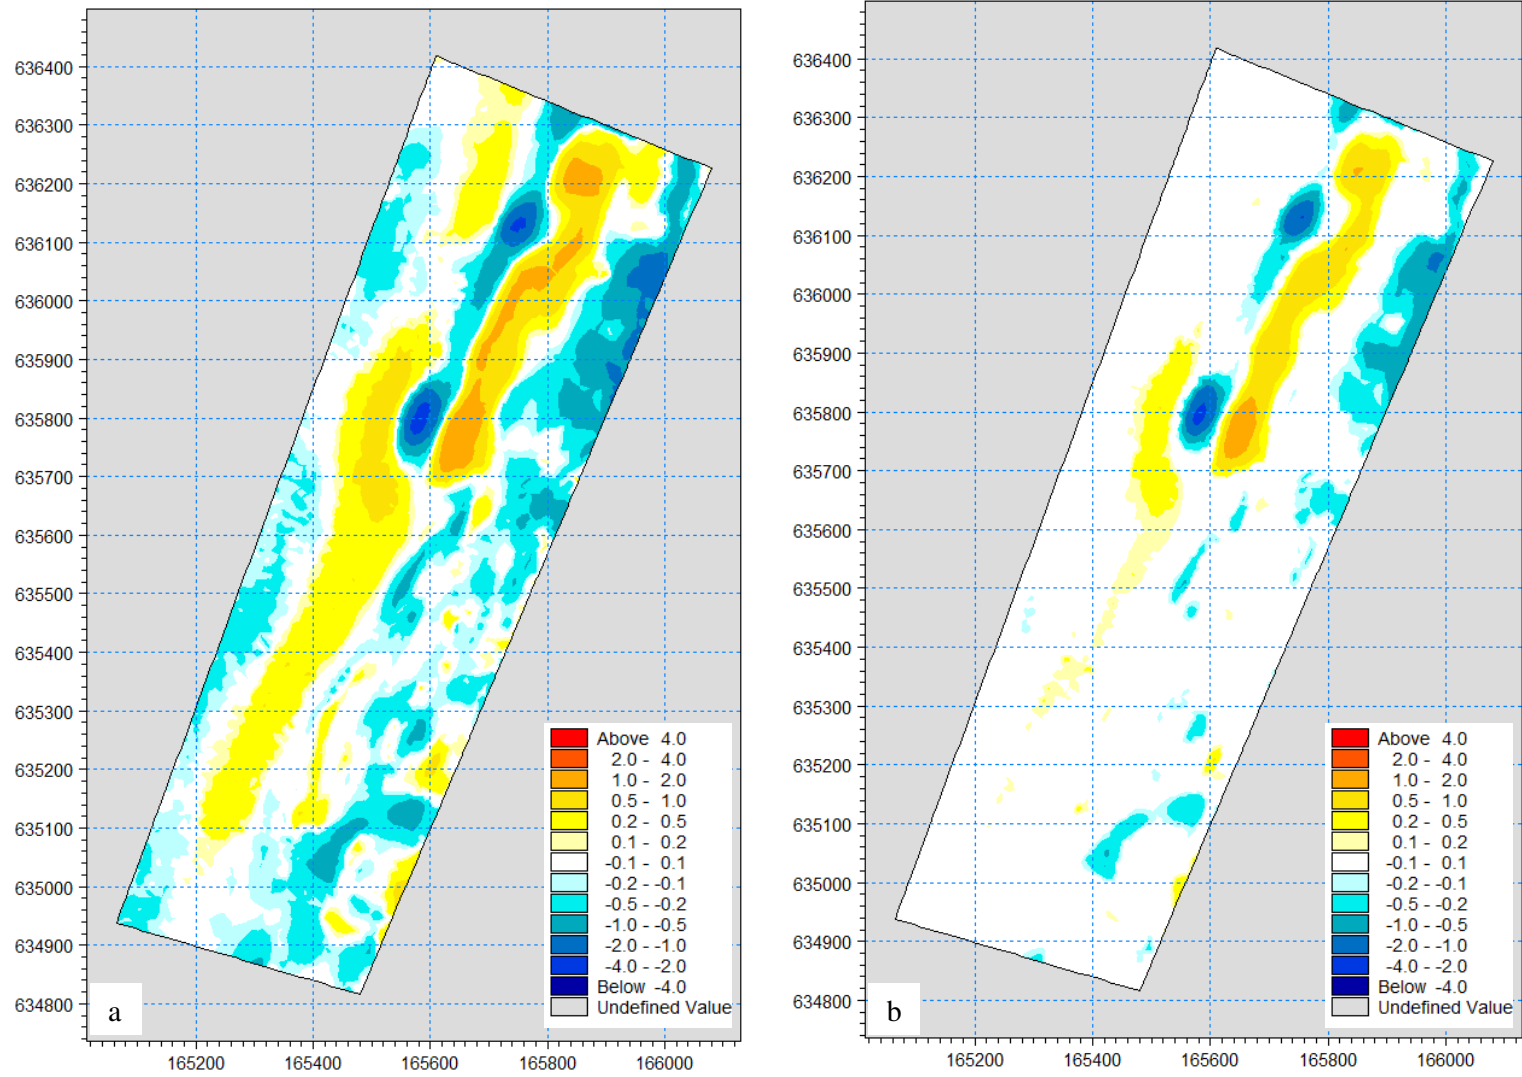 636400
636300
636200
636100
636000
635900
635800
635700
635600
635500
635400
635300
635200
635100
635000
634900
634800
165200 165400 165600 165800 166000
Above 4.0
2.0 - 4.0
1.0 - 2.0
0.5 - 1.0
0.2 - 0.5
0.1 - 0.2
-0.1 - 0.1
-0.2 - -0.1
-0.5 - -0.2
-1.0 - -0.5
-2.0 - -1.0
-4.0 - -2.0
Below -4.0
Undefined Value
a
636400
636300
636200
636100
636000
635900
635800
635700
635600
635500
635400
635300
635200
635100
635000
634900
634800
165200 165400 165600 165800 166000
Above 4.0
2.0 - 4.0
1.0 - 2.0
0.5 - 1.0
0.2 - 0.5
0.1 - 0.2
-0.1 - 0.1
-0.2 - -0.1
-0.5 - -0.2
-1.0 - -0.5
-2.0 - -1.0
-4.0 - -2.0
Below -4.0
Undefined Value
b